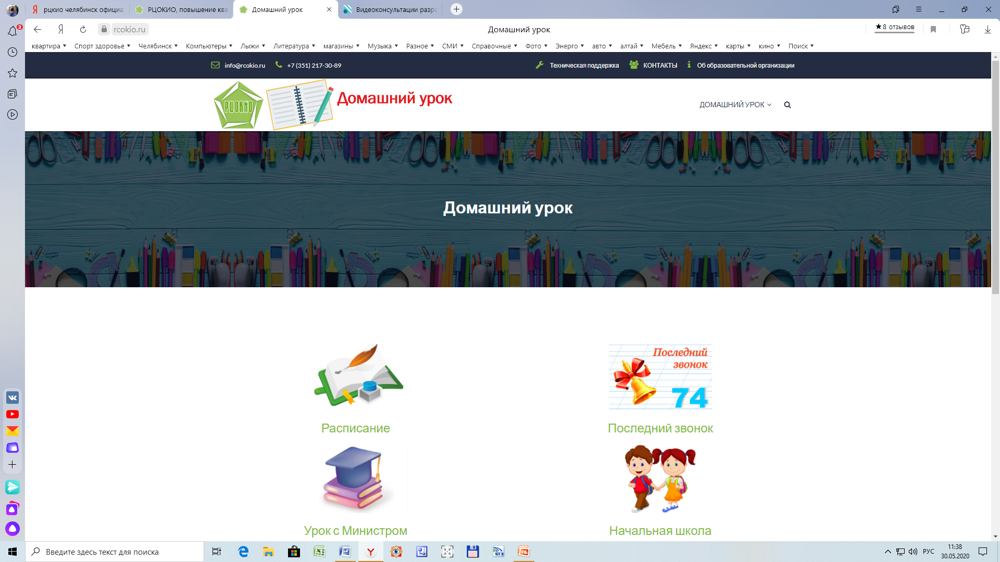 рцкио челябинск официа
РЦОКИО, повышение ква
Домашний урок
Видеоконсультации разра
2
rcokio.ru
Домашний урок
★8 отзывов
квартира Спорт здоровье Челябинск Компьютеры Лыжи Литература магазины Музыка Разное СМИ Справочные Фото Энерго авто алтай Мебель Яндекс карты кино Поиск
info@rcokio.ru +7 (351) 217-30-89 Техническая поддержка КОНТАКТЫ Об образовательной организации
РЦОКИО
Домашний урок
ДОМАШНИЙ УРОК
Домашний урок
Последний
звонок
74
Расписание
Последний звонок
Урок с Министром
Начальная школа
Введите здесь текст для поиска
РУС
11:38
30.05.2020